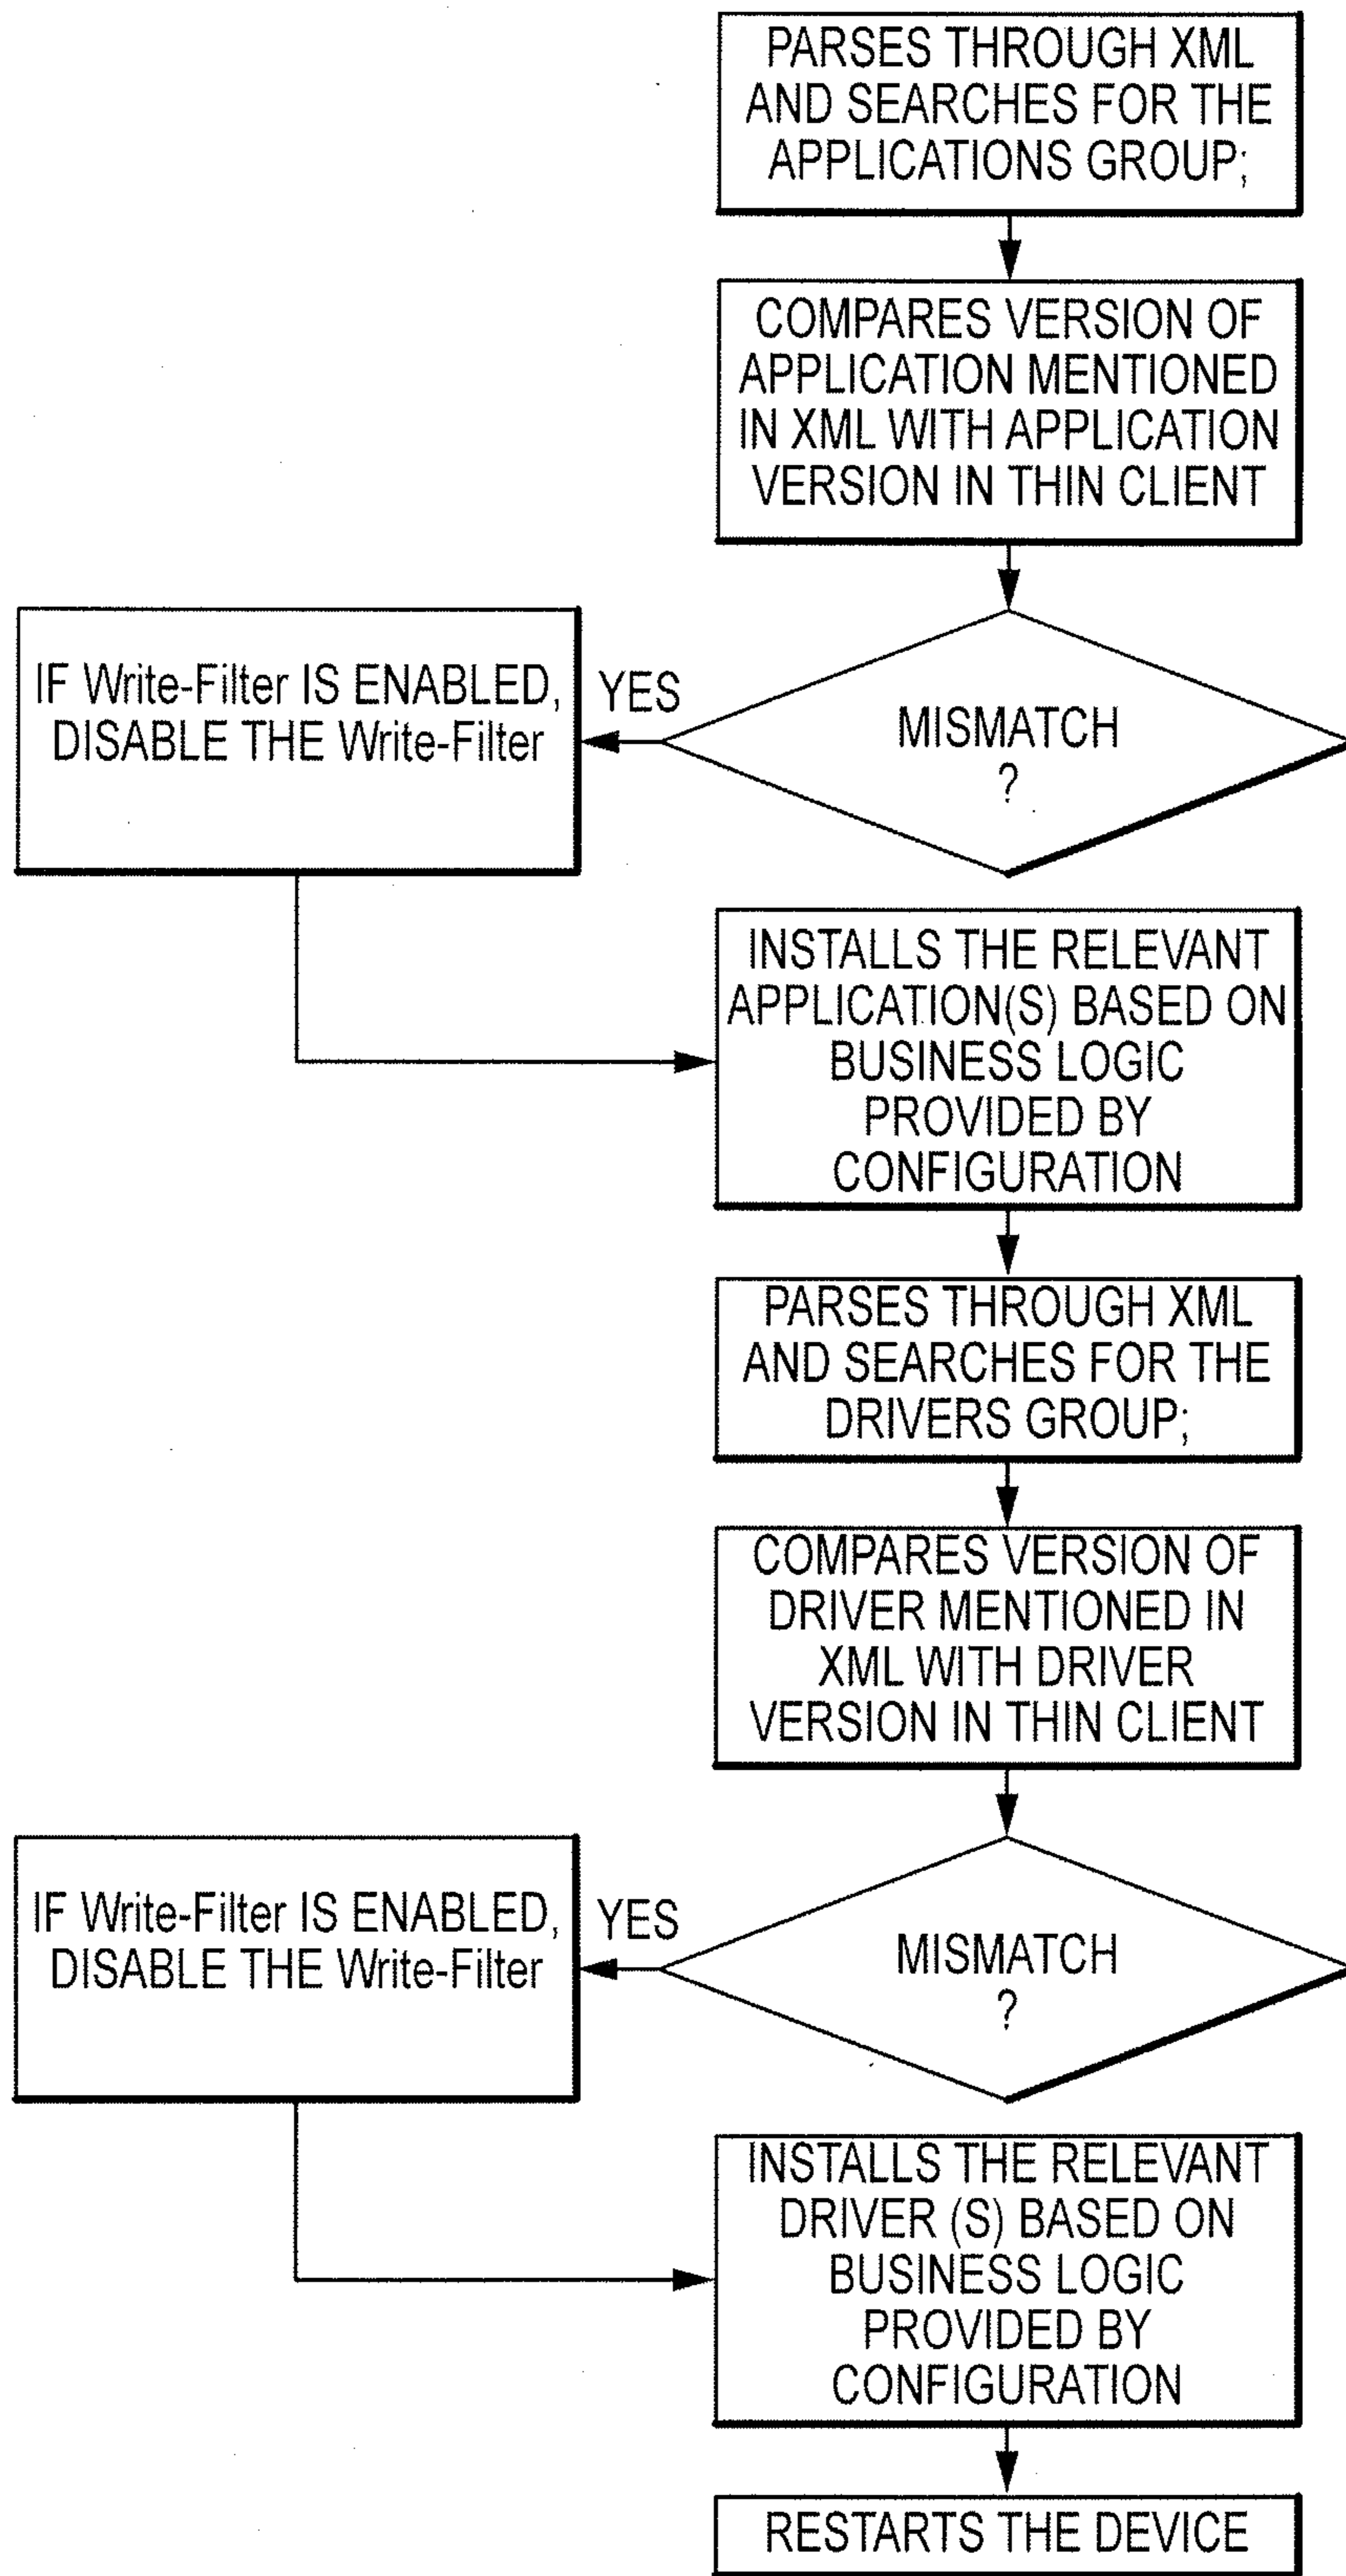 PARSES THROUGH XML
AND SEARCHES FOR THE
APPLICATIONS GROUP;
COMPARES VERSION OF
APPLICATION MENTIONED
IN XML WITH APPLICATION
VERSION IN THIN CLIENT
IF Write-Filter IS ENABLED,
DISABLE THE Write-Filter
YES
MISMATCH
?
INSTALLS THE RELEVANT
APPLICATION(S) BASED ON
BUSINESS LOGIC
PROVIDED BY
CONFIGURATION
PARSES THROUGH XML
AND SEARCHES FOR THE
DRIVERS GROUP;
COMPARES VERSION OF
DRIVER MENTIONED IN
XML WITH DRIVER
VERSION IN THIN CLIENT
IF Write-Filter IS ENABLED,
DISABLE THE Write-Filter
YES
MISMATCH
?
INSTALLS THE RELEVANT
DRIVER (S) BASED ON
BUSINESS LOGIC
PROVIDED BY
CONFIGURATION
RESTARTS THE DEVICE